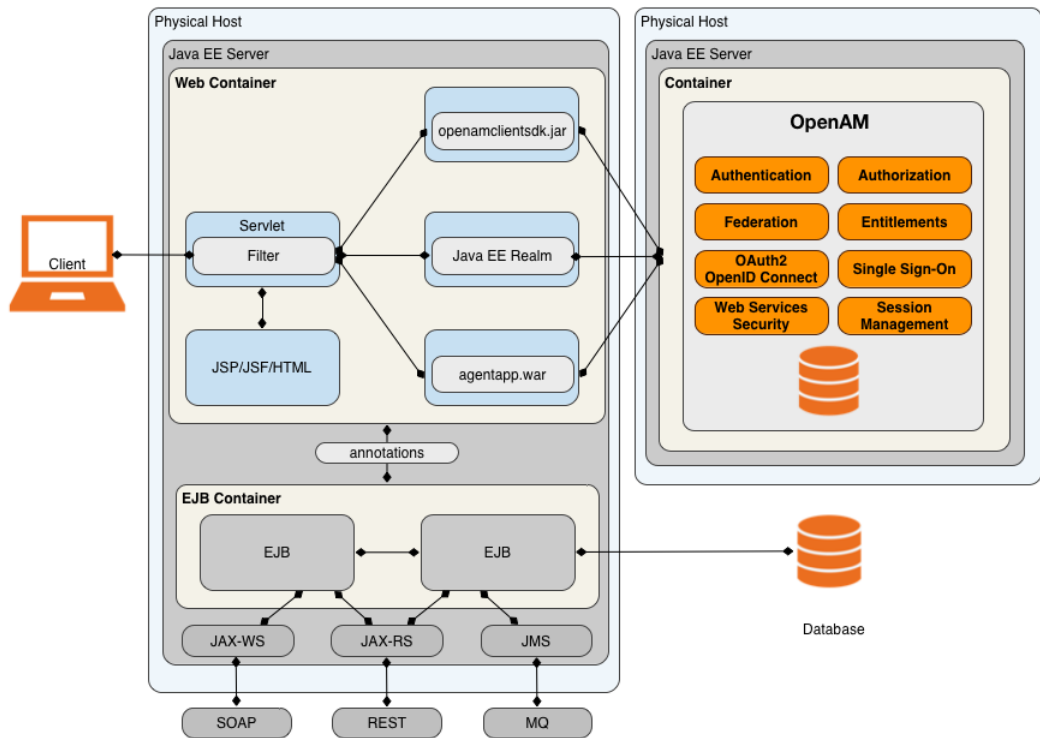 Physical Host
Java EE Server
Web Container
openamclientsdk.jar
Servlet
Filter
Java EE Realm
Client
JSP/JSF/HTML
agentapp.war
annotations
EJB Container
EJB
EJB
JAX-WS
JAX-RS
JMS
SOAP
REST
MQ
Physical Host
Java EE Server
Container
OpenAM
Authentication
Authorization
Federation
Entitlements
OAuth2
OpenID Connect
Single Sign-On
Web Services
Security
Session
Management
Database